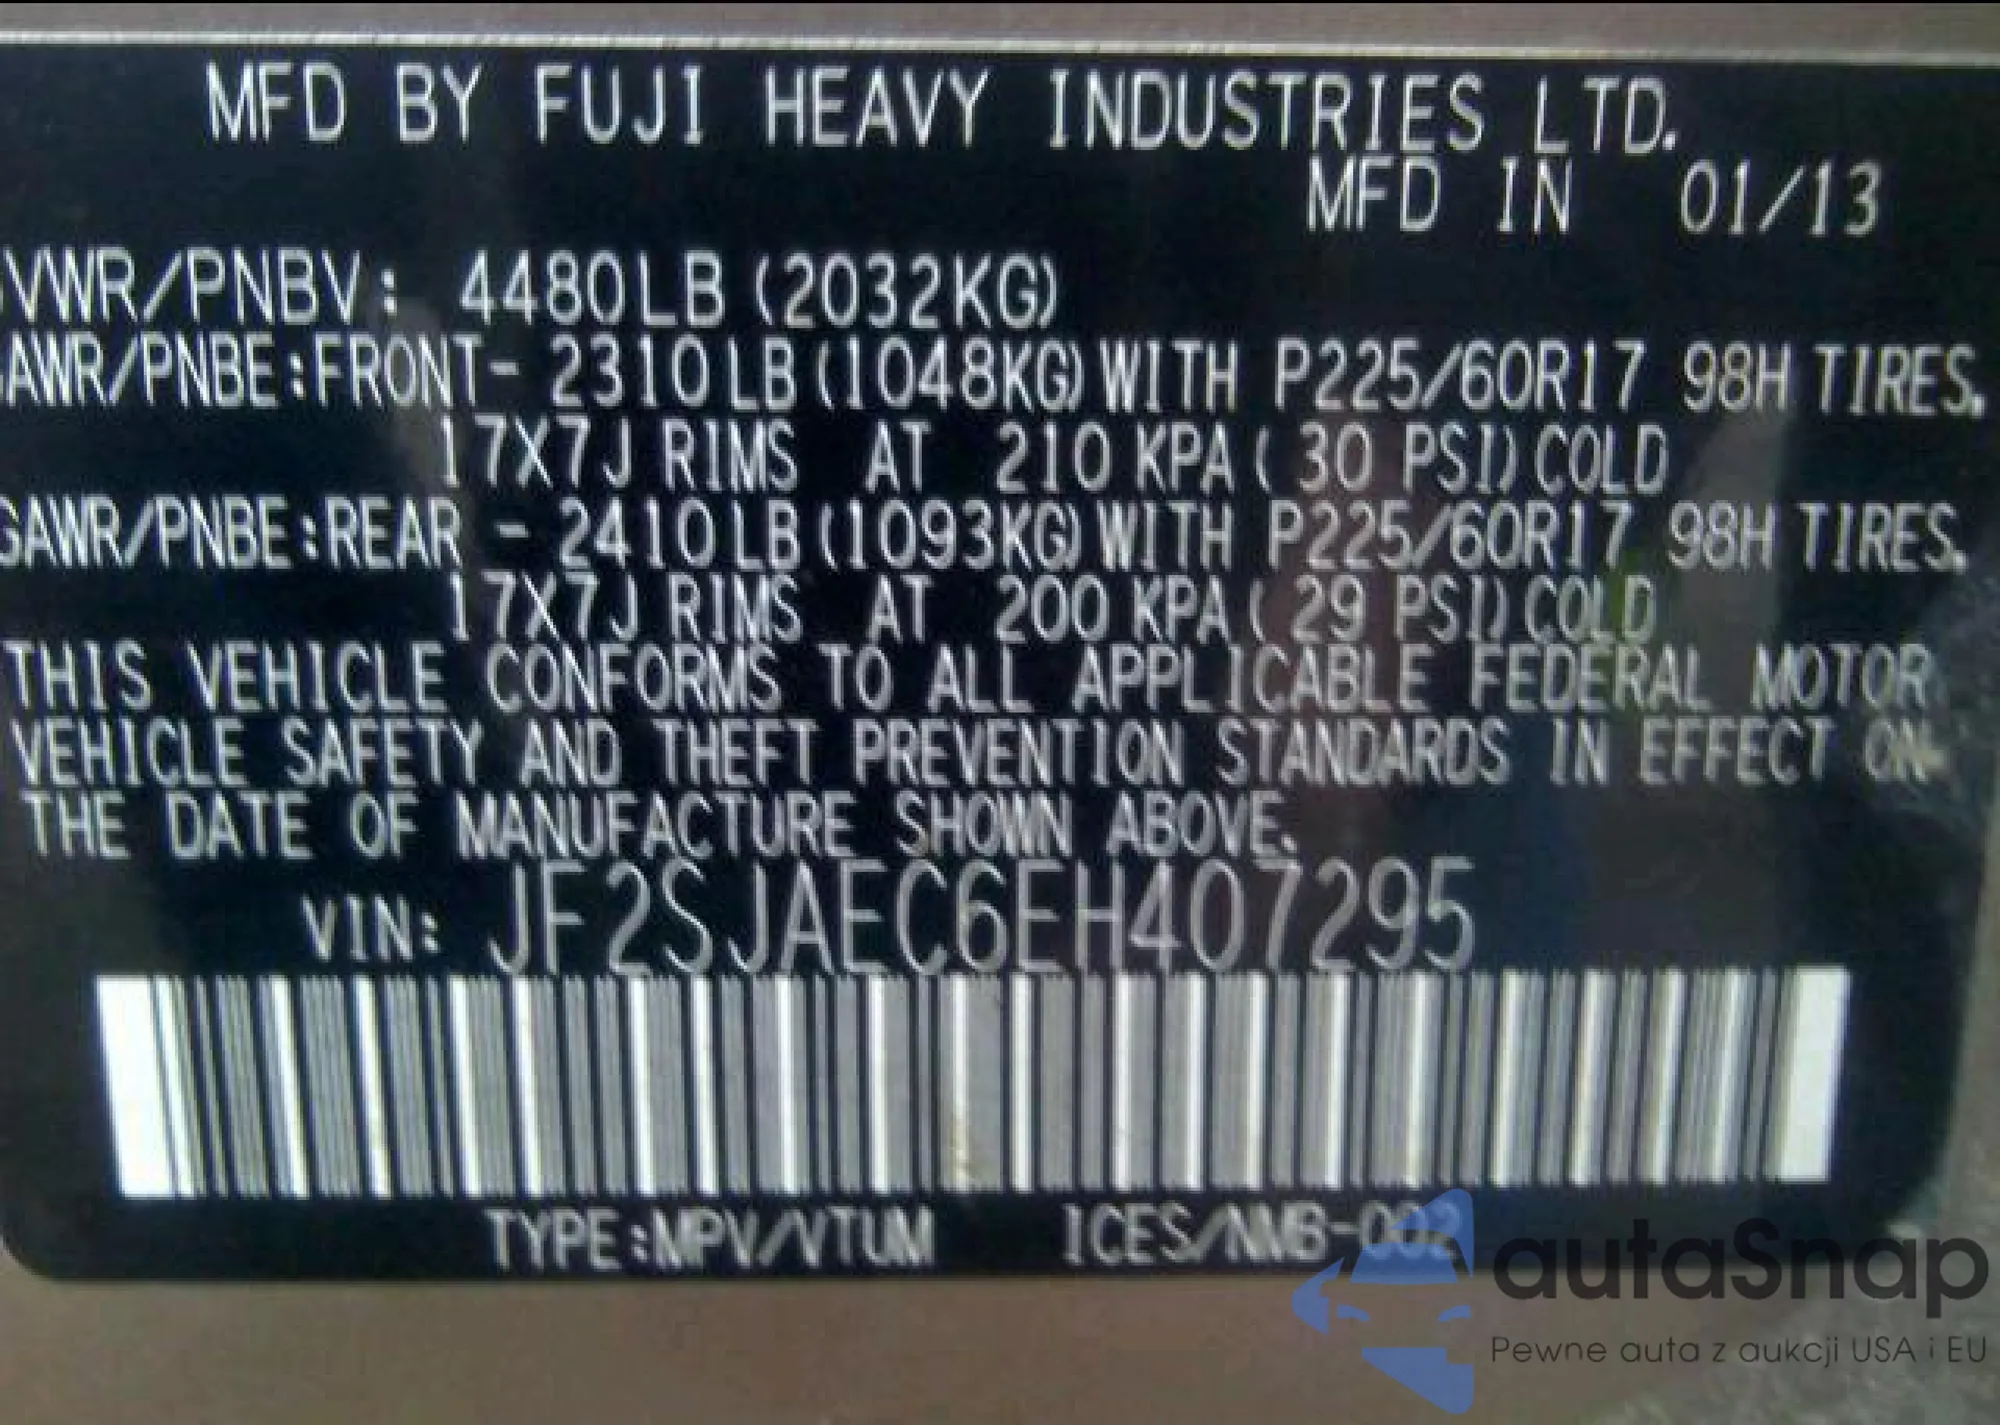 MFD BY FUJI HEAVY INDUSTRIES LTD.
MFD IN 01/13
GVWR/PNBV: 4480LB (2032KG)
GAWR/PNBE:FRONT- 2310LB(1048KG)WITH P225/60R17 98H TIRES.
17X7J RIMS AT 210 KPA( 30 PSI)COLD
GAWR/PNBE:REAR - 2410LB(1093KG)WITH P225/60R17 98H TIRES.
17X7J RIMS AT 200 KPA( 29 PSI)COLD
THIS VEHICLE CONFORMS TO ALL APPLICABLE FEDERAL MOTOR
VEHICLE SAFETY AND THEFT PREVENTION STANDARDS IN EFFECT ON
THE DATE OF MANUFACTURE SHOWN ABOVE.
VIN: JF2SJAEC6EH407295
TYPE:MPV/VTUM ICES/NMB-002
autaSnap
Pewne auta z aukcji USA i EU